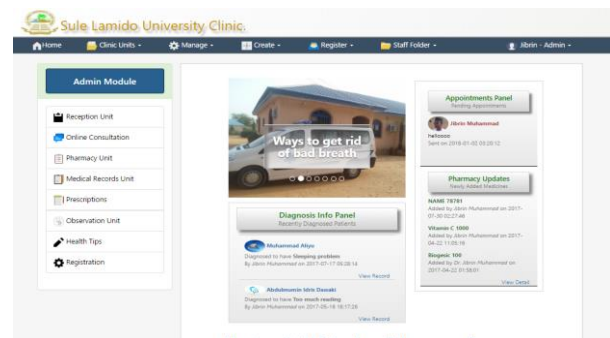 Sule Lamido University Clinic.
Home Clinic Units Manage Create Register Staff Folder Jibrin - Admin
Admin Module
Reception Unit
Online Consultation
Pharmacy Unit
Medical Records Unit
Prescriptions
Observation Unit
Health Tips
Registration
Ways to get rid
of bad breath
Diagnosis Info Panel
Recently Diagnosed Patients
Muhammad Aliyu
Diagnosed to have Sleeping problem
By Jibrin Muhammad on 2017-07-17 06:28:14
View Record
Abdulmumin Idris Dawaki
Diagnosed to have Too much reading
By Jibrin Muhammad on 2017-05-16 16:17:26
View Record
Appointments Panel
Pending Appointments
Jibrin Muhammad
Sent on 2018-01-02 03:20:12
Pharmacy Updates
Newly Added Medicines
NAME 78781
Added by Jibrin Muhammad on 2017-
07-30 02:27:48
Vitamin C 1000
Added by Jibrin Muhammad on 2017-
04-22 11:05:16
Biogesic 100
Added by Dr. Jibrin Muhammad on
2017-04-22 01:58:01
View Detail